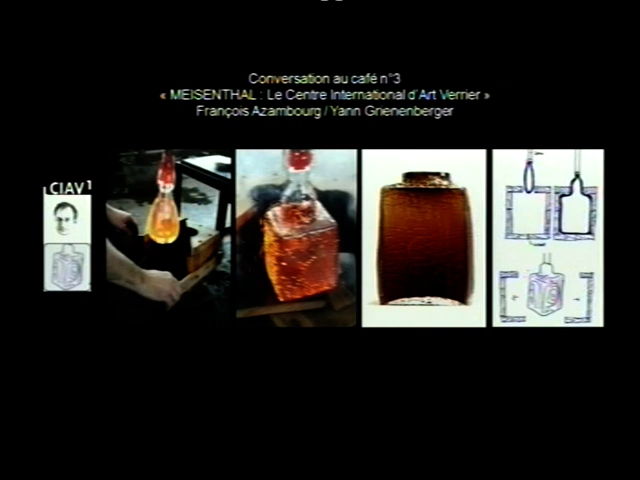 Conversation au café n°3
« MEISENTHAL : Le Centre International d'Art Verrier »
François Azambourg / Yann Grienenberger
CIAV